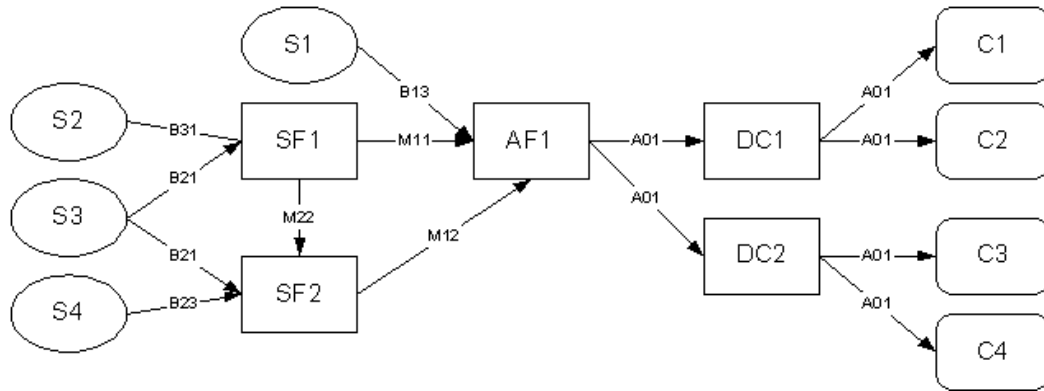 S1
C1
S2
B31
B13
A01
SF1
M11
AF1
A01
DC1
A01
C2
B21
S3
M22
A01
B21
M12
SF2
DC2
A01
C3
S4
B23
A01
C4